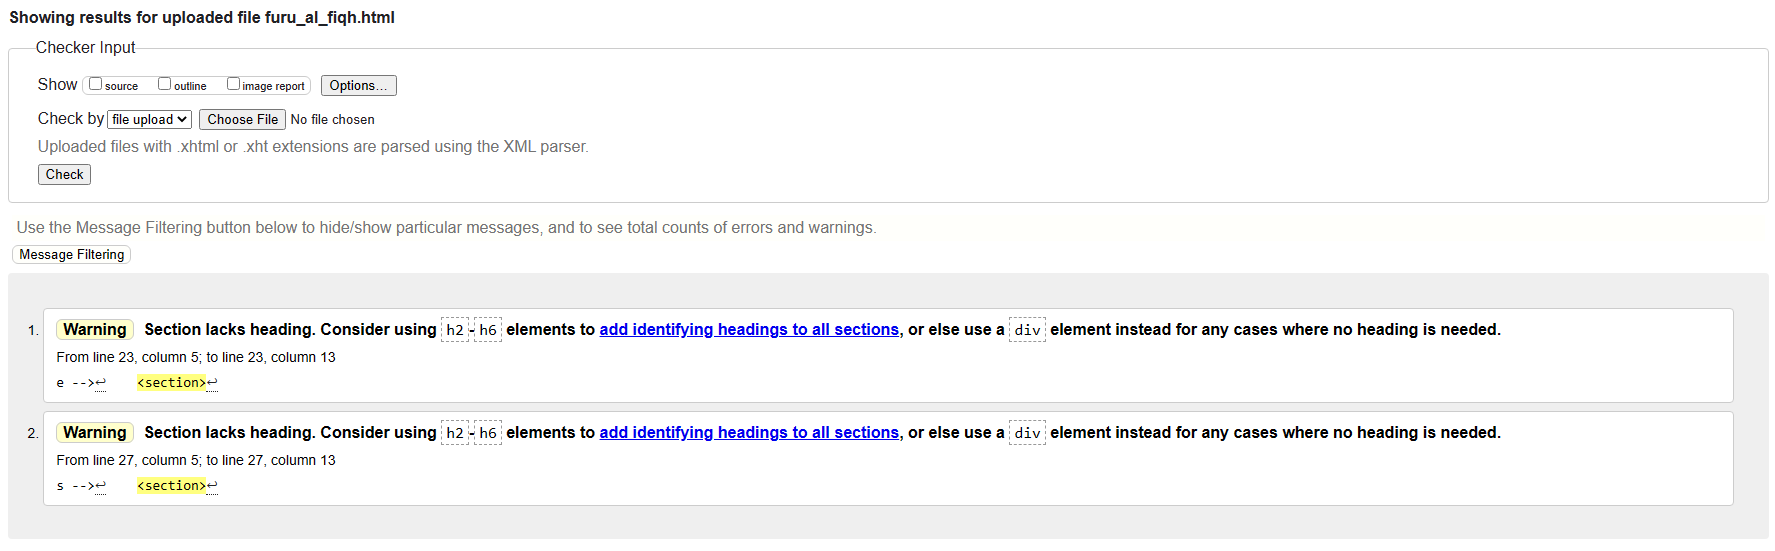 Showing results for uploaded file furu_al_fiqh.html
Checker Input
Show source outline image report Options...
Check by file upload Choose File No file chosen
Uploaded files with .xhtml or .xht extensions are parsed using the XML parser.
Check
Use the Message Filtering button below to hide/show particular messages, and to see total counts of errors and warnings.
Message Filtering
1. Warning Section lacks heading. Consider using h2-h6 elements to add identifying headings to all sections, or else use a div element instead for any cases where no heading is needed.
From line 23, column 5; to line 23, column 13
e -->↩ <section>↩
2. Warning Section lacks heading. Consider using h2-h6 elements to add identifying headings to all sections, or else use a div element instead for any cases where no heading is needed.
From line 27, column 5; to line 27, column 13
s -->↩ <section>↩